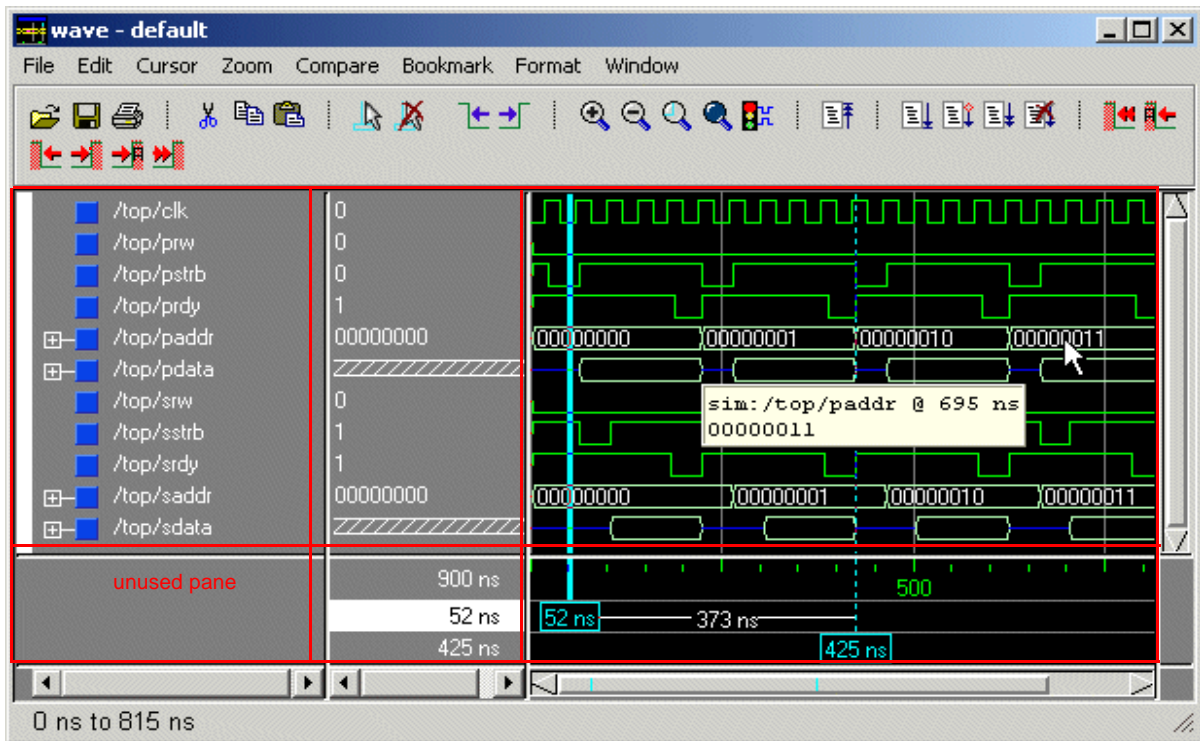 wave - default
File Edit Cursor Zoom Compare Bookmark Format Window
/top/clk 0
/top/prw 0
/top/pstrb 0
/top/prdy 1
/top/paddr 00000000 00000000 00000001 00000010 00000011
/top/pdata
/top/srw 0
sim:/top/paddr @ 695 ns
00000011
/top/sstrb 1
/top/srdy 1
/top/saddr 00000000 00000000 00000001 00000010 00000011
/top/sdata
unused pane 900 ns 500
52 ns 52 ns 373 ns
425 ns 425 ns
0 ns to 815 ns